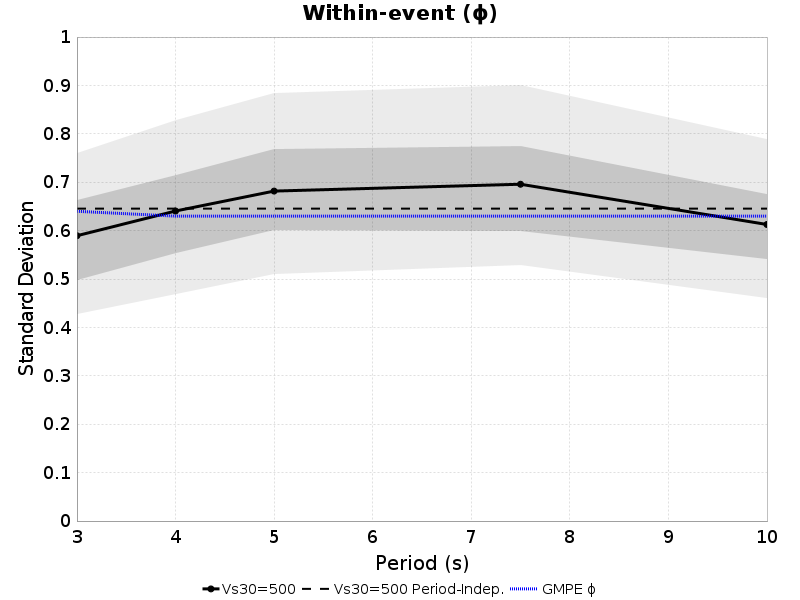 Within-event (ϕ)
1
0.9
0.8
0.7
0.6
0.5
0.4
0.3
0.2
0.1
0
Standard Deviation
3 4 5 6 7 8 9 10
Period (s)
Vs30=500 Vs30=500 Period-Indep. GMPE ϕ